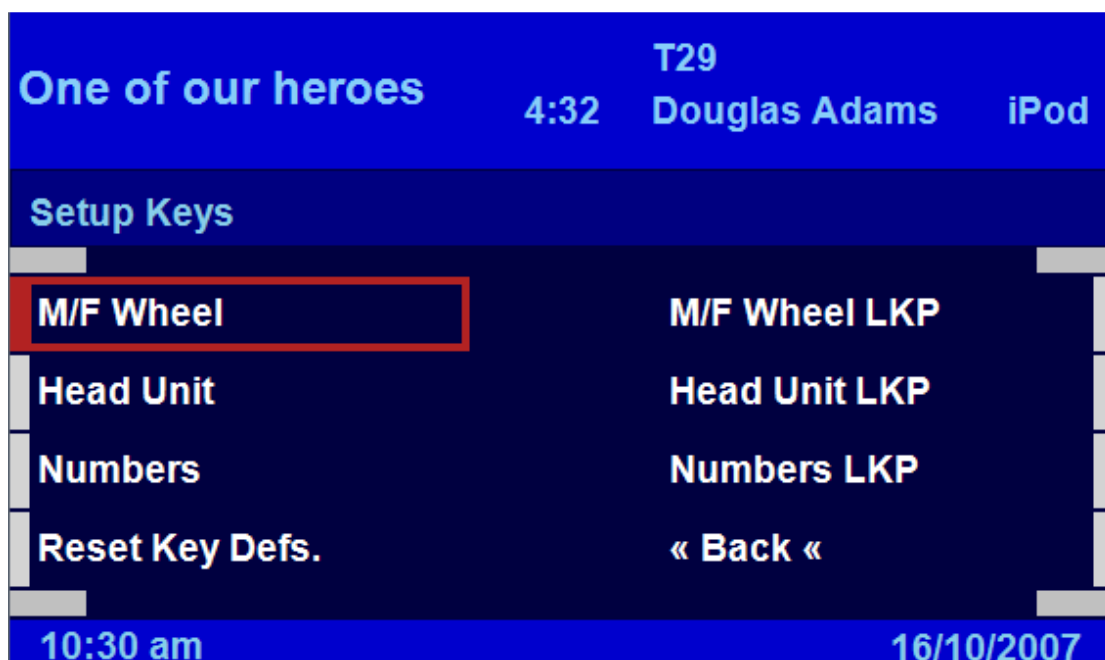 T29
One of our heroes 4:32 Douglas Adams iPod
Setup Keys
M/F Wheel M/F Wheel LKP
Head Unit Head Unit LKP
Numbers Numbers LKP
Reset Key Defs. « Back «
10:30 am 16/10/2007